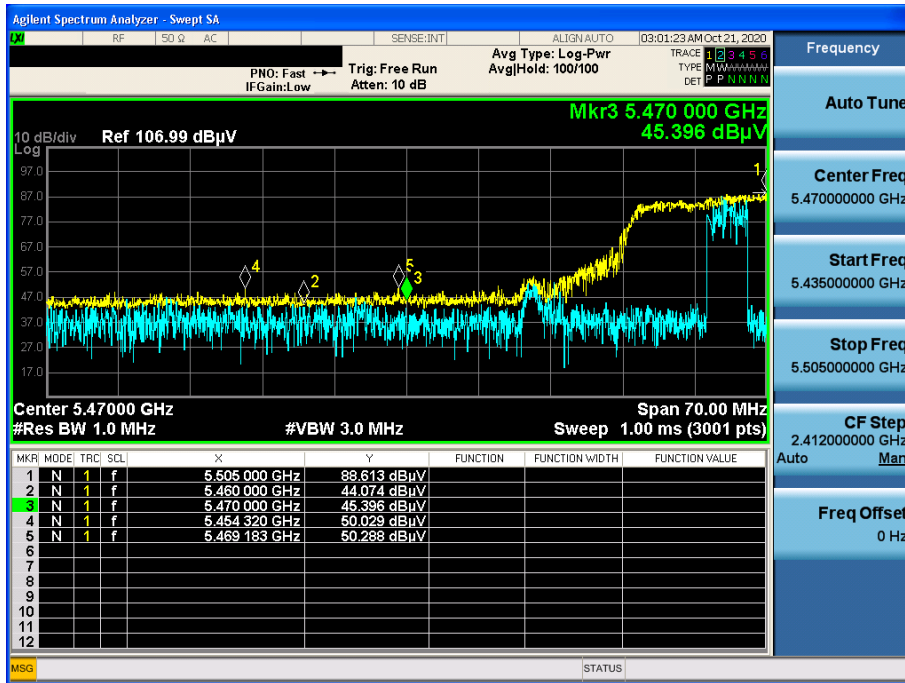 Agilent Spectrum Analyzer - Swept SA
LXI RF 50 Ω AC SENSE:INT ALIGN AUTO 03:01:23 AM Oct 21, 2020
PNO: Fast Trig: Free Run Avg Type: Log-Pwr TRACE 1 2 3 4 5 6
IFGain:Low Atten: 10 dB Avg|Hold: 100/100 TYPE M W
DET P P N N N N
Mkr3 5.470 000 GHz
45.396 dBµV
10 dB/div Ref 106.99 dBµV
Log
97.0
87.0
77.0
67.0
57.0
47.0
37.0
27.0
17.0
1
4
2
5
3
Center 5.47000 GHz Span 70.00 MHz
#Res BW 1.0 MHz #VBW 3.0 MHz Sweep 1.00 ms (3001 pts)
MKR MODE TRC SCL X Y FUNCTION FUNCTION WIDTH FUNCTION VALUE
1 N 1 f 5.505 000 GHz 88.613 dBµV
2 N 1 f 5.460 000 GHz 44.074 dBµV
3 N 1 f 5.470 000 GHz 45.396 dBµV
4 N 1 f 5.454 320 GHz 50.029 dBµV
5 N 1 f 5.469 183 GHz 50.288 dBµV
6
7
8
9
10
11
12
MSG STATUS
Frequency
Auto Tune
Center Freq
5.470000000 GHz
Start Freq
5.435000000 GHz
Stop Freq
5.505000000 GHz
CF Step
2.412000000 GHz
Auto Man
Freq Offset
0 Hz